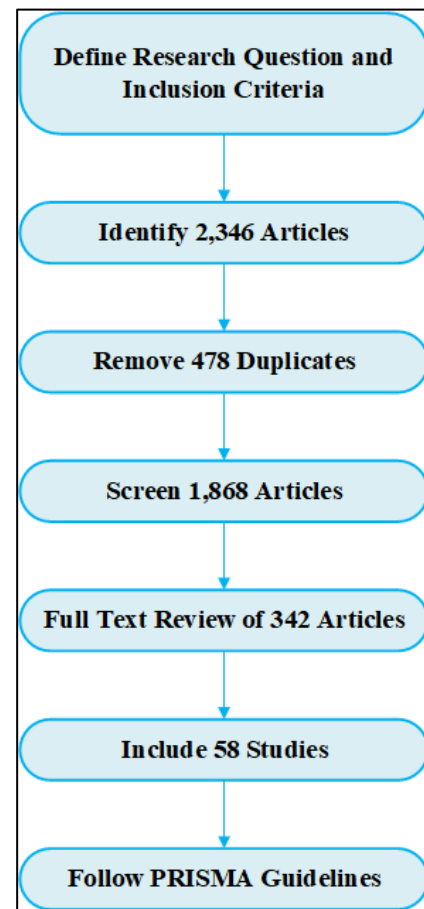 Define Research Question and
Inclusion Criteria
Identify 2,346 Articles
Remove 478 Duplicates
Screen 1,868 Articles
Full Text Review of 342 Articles
Include 58 Studies
Follow PRISMA Guidelines